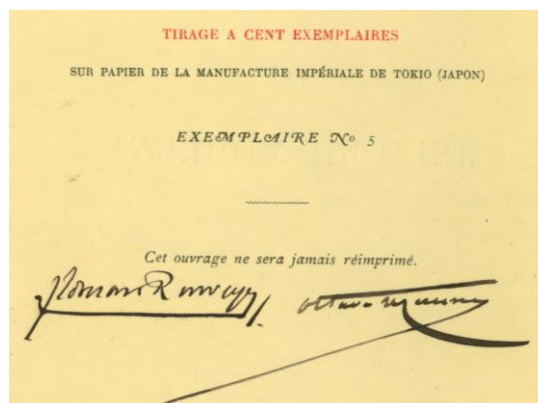 TIRAGE A CENT EXEMPLAIRES
SUR PAPIER DE LA MANUFACTURE IMPÉRIALE DE TOKIO (JAPON)
EXEMPLAIRE No 5
Cet ouvrage ne sera jamais réimprimé.